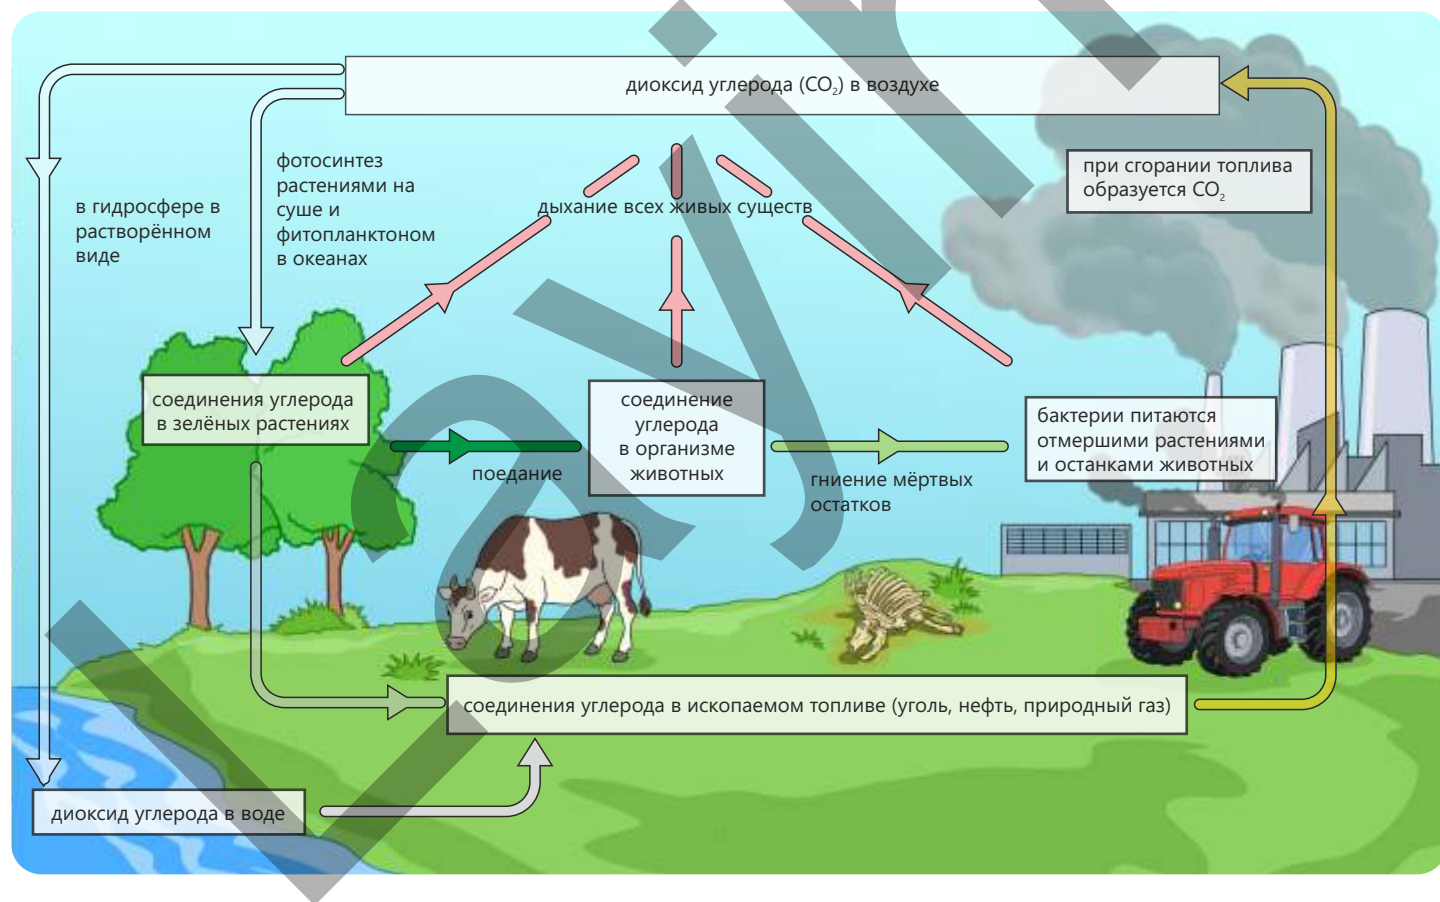 диоксид углерода (CO₂) в воздухе
фотосинтез
растениями на
суше и
фитопланктоном
в океанах
при сгорании топлива
образуется CO₂
в гидросфере в
растворённом
виде
дыхание всех живых существ
соединения углерода
в зелёных растениях
соединение
углерода
в организме
животных
бактерии питаются
отмершими растениями
и останками животных
поедание
гниение мёртвых
остатков
соединения углерода в ископаемом топливе (уголь, нефть, природный газ)
диоксид углерода в воде